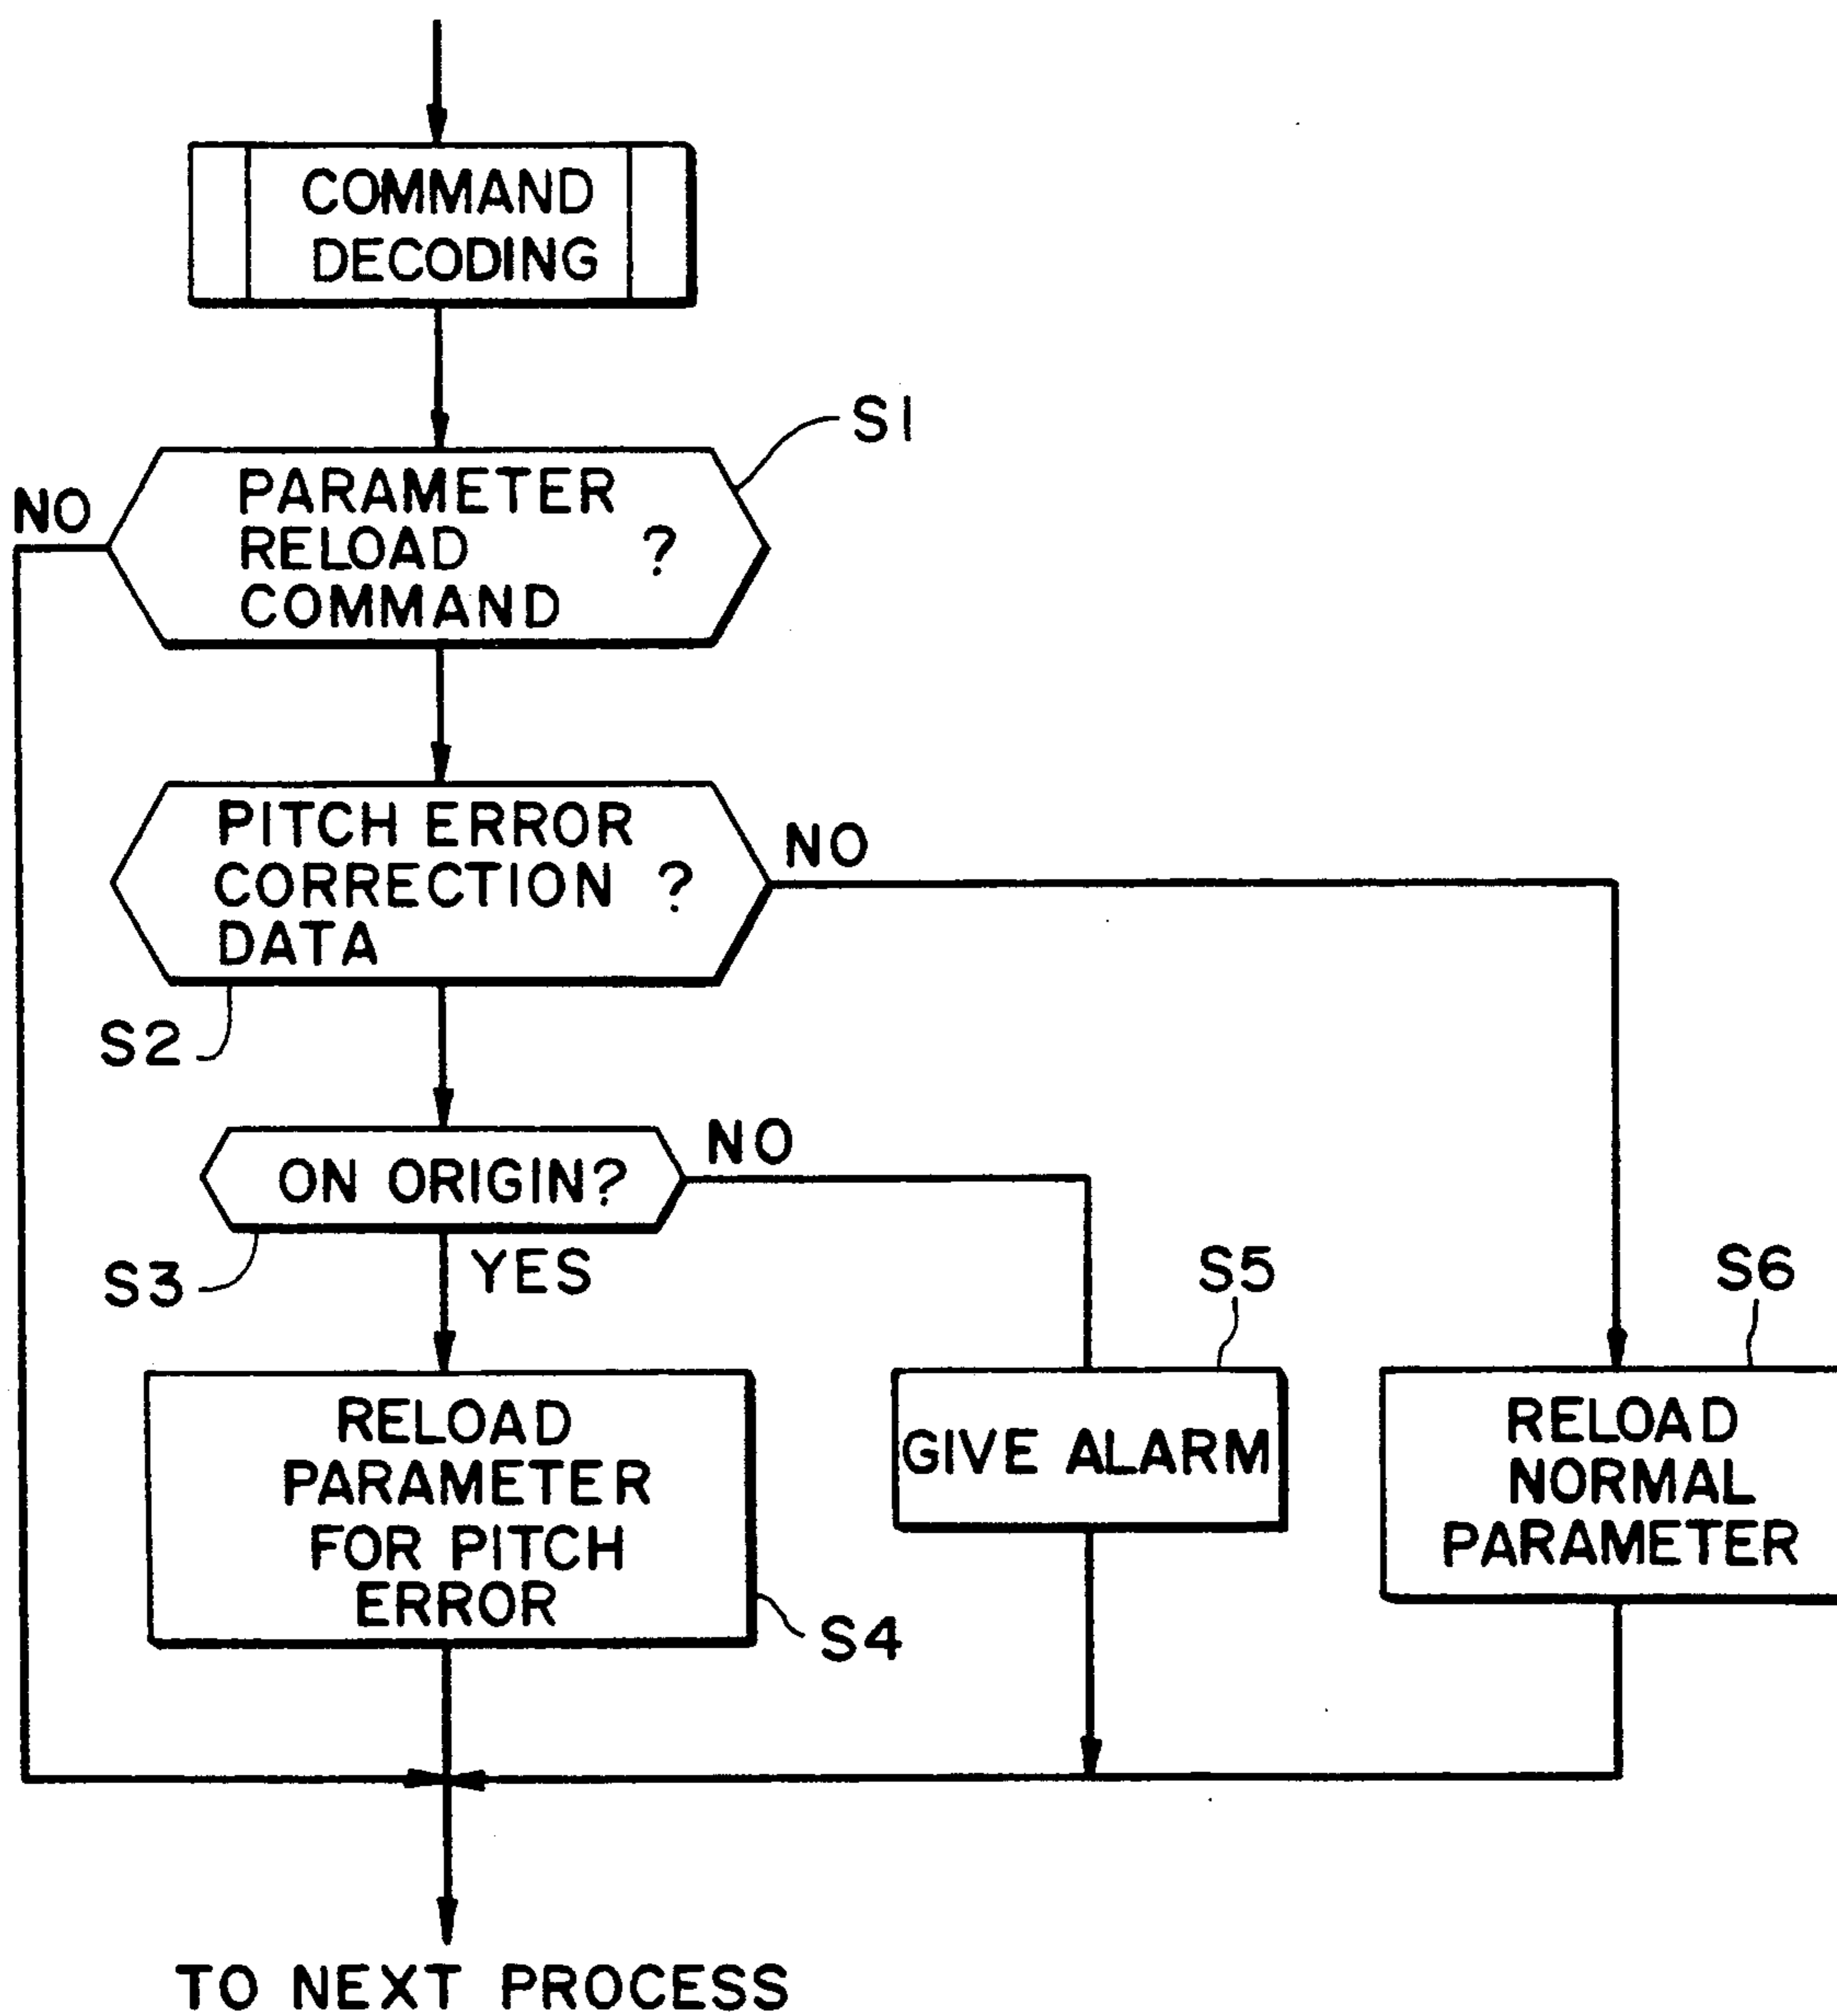 COMMAND
DECODING
S1
NO
PARAMETER
RELOAD ?
COMMAND
PITCH ERROR
CORRECTION ?
DATA
NO
S2
ON ORIGIN?
NO
S3
YES
S5
S6
RELOAD
PARAMETER
FOR PITCH
ERROR
S4
GIVE ALARM
RELOAD
NORMAL
PARAMETER
TO NEXT PROCESS